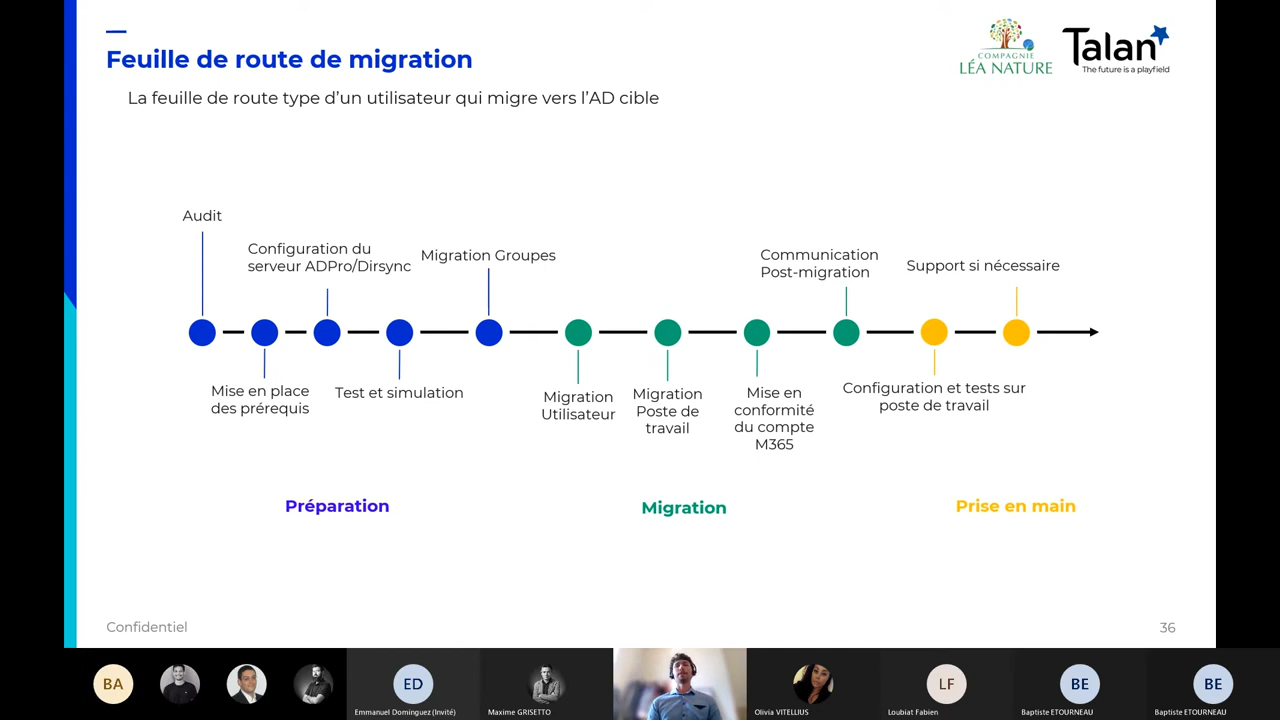 Feuille de route de migration
La feuille de route type d'un utilisateur qui migre vers l'AD cible
COMPAGNIE
LÉA NATURE
Talan
The future is a playfield
Audit
Configuration du
serveur ADPro/Dirsync
Migration Groupes
Communication
Post-migration
Support si nécessaire
Mise en place
des prérequis
Test et simulation
Migration
Utilisateur
Migration
Poste de
travail
Mise en
conformité
du compte
M365
Configuration et tests sur
poste de travail
Préparation
Migration
Prise en main
Confidentiel
36
BA
ED
LF
BE
BE
Emmanuel Dominguez (Invité)
Maxime GRISETTO
Olivia VITELLIUS
Loubiat Fabien
Baptiste ETOURNEAU
Baptiste ETOURNEAU